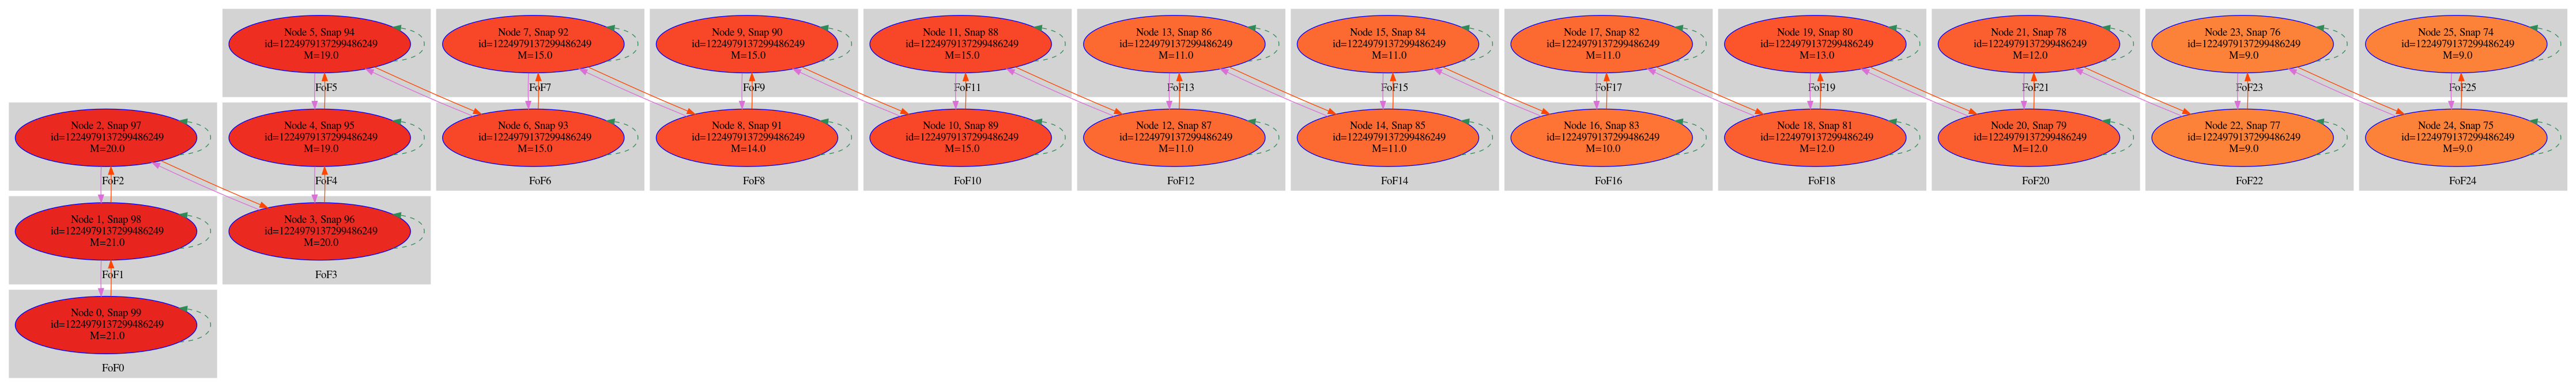 Node 5, Snap 94
id=1224979137299486249
M=19.0
FoF5
Node 7, Snap 92
id=1224979137299486249
M=15.0
FoF7
Node 9, Snap 90
id=1224979137299486249
M=15.0
FoF9
Node 11, Snap 88
id=1224979137299486249
M=15.0
FoF11
Node 13, Snap 86
id=1224979137299486249
M=11.0
FoF13
Node 15, Snap 84
id=1224979137299486249
M=11.0
FoF15
Node 17, Snap 82
id=1224979137299486249
M=11.0
FoF17
Node 19, Snap 80
id=1224979137299486249
M=13.0
FoF19
Node 21, Snap 78
id=1224979137299486249
M=12.0
FoF21
Node 23, Snap 76
id=1224979137299486249
M=9.0
FoF23
Node 25, Snap 74
id=1224979137299486249
M=9.0
FoF25
Node 2, Snap 97
id=1224979137299486249
M=20.0
FoF2
Node 4, Snap 95
id=1224979137299486249
M=19.0
FoF4
Node 6, Snap 93
id=1224979137299486249
M=15.0
FoF6
Node 8, Snap 91
id=1224979137299486249
M=14.0
FoF8
Node 10, Snap 89
id=1224979137299486249
M=15.0
FoF10
Node 12, Snap 87
id=1224979137299486249
M=11.0
FoF12
Node 14, Snap 85
id=1224979137299486249
M=11.0
FoF14
Node 16, Snap 83
id=1224979137299486249
M=10.0
FoF16
Node 18, Snap 81
id=1224979137299486249
M=12.0
FoF18
Node 20, Snap 79
id=1224979137299486249
M=12.0
FoF20
Node 22, Snap 77
id=1224979137299486249
M=9.0
FoF22
Node 24, Snap 75
id=1224979137299486249
M=9.0
FoF24
Node 1, Snap 98
id=1224979137299486249
M=21.0
FoF1
Node 3, Snap 96
id=1224979137299486249
M=20.0
FoF3
Node 0, Snap 99
id=1224979137299486249
M=21.0
FoF0